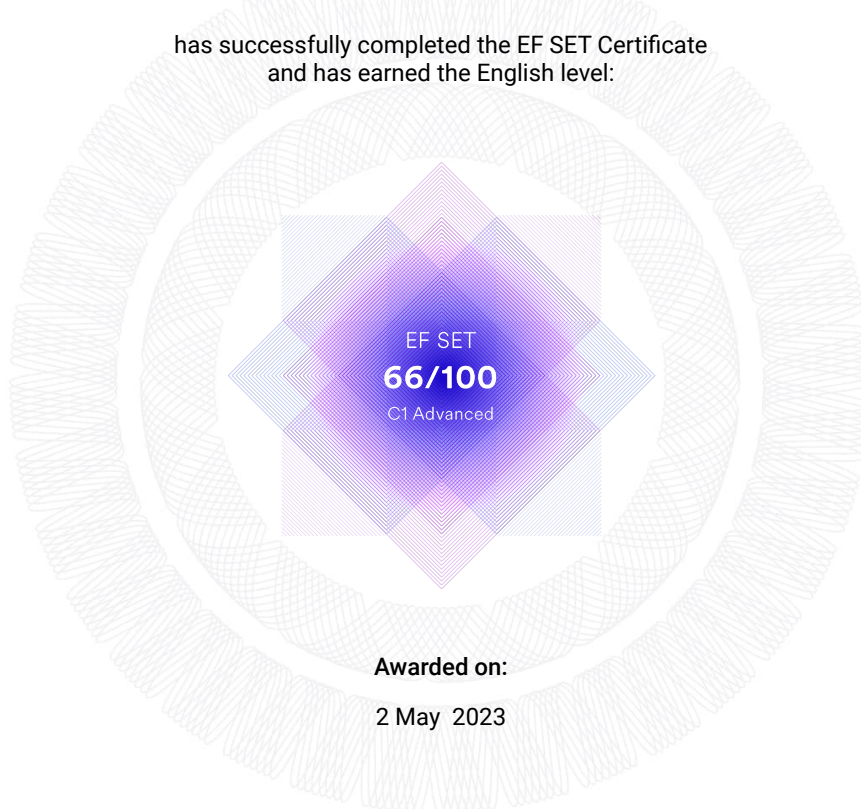 has successfully completed the EF SET Certificate
and has earned the English level:
EF SET
66/100
C1 Advanced
Awarded on:
2 May 2023